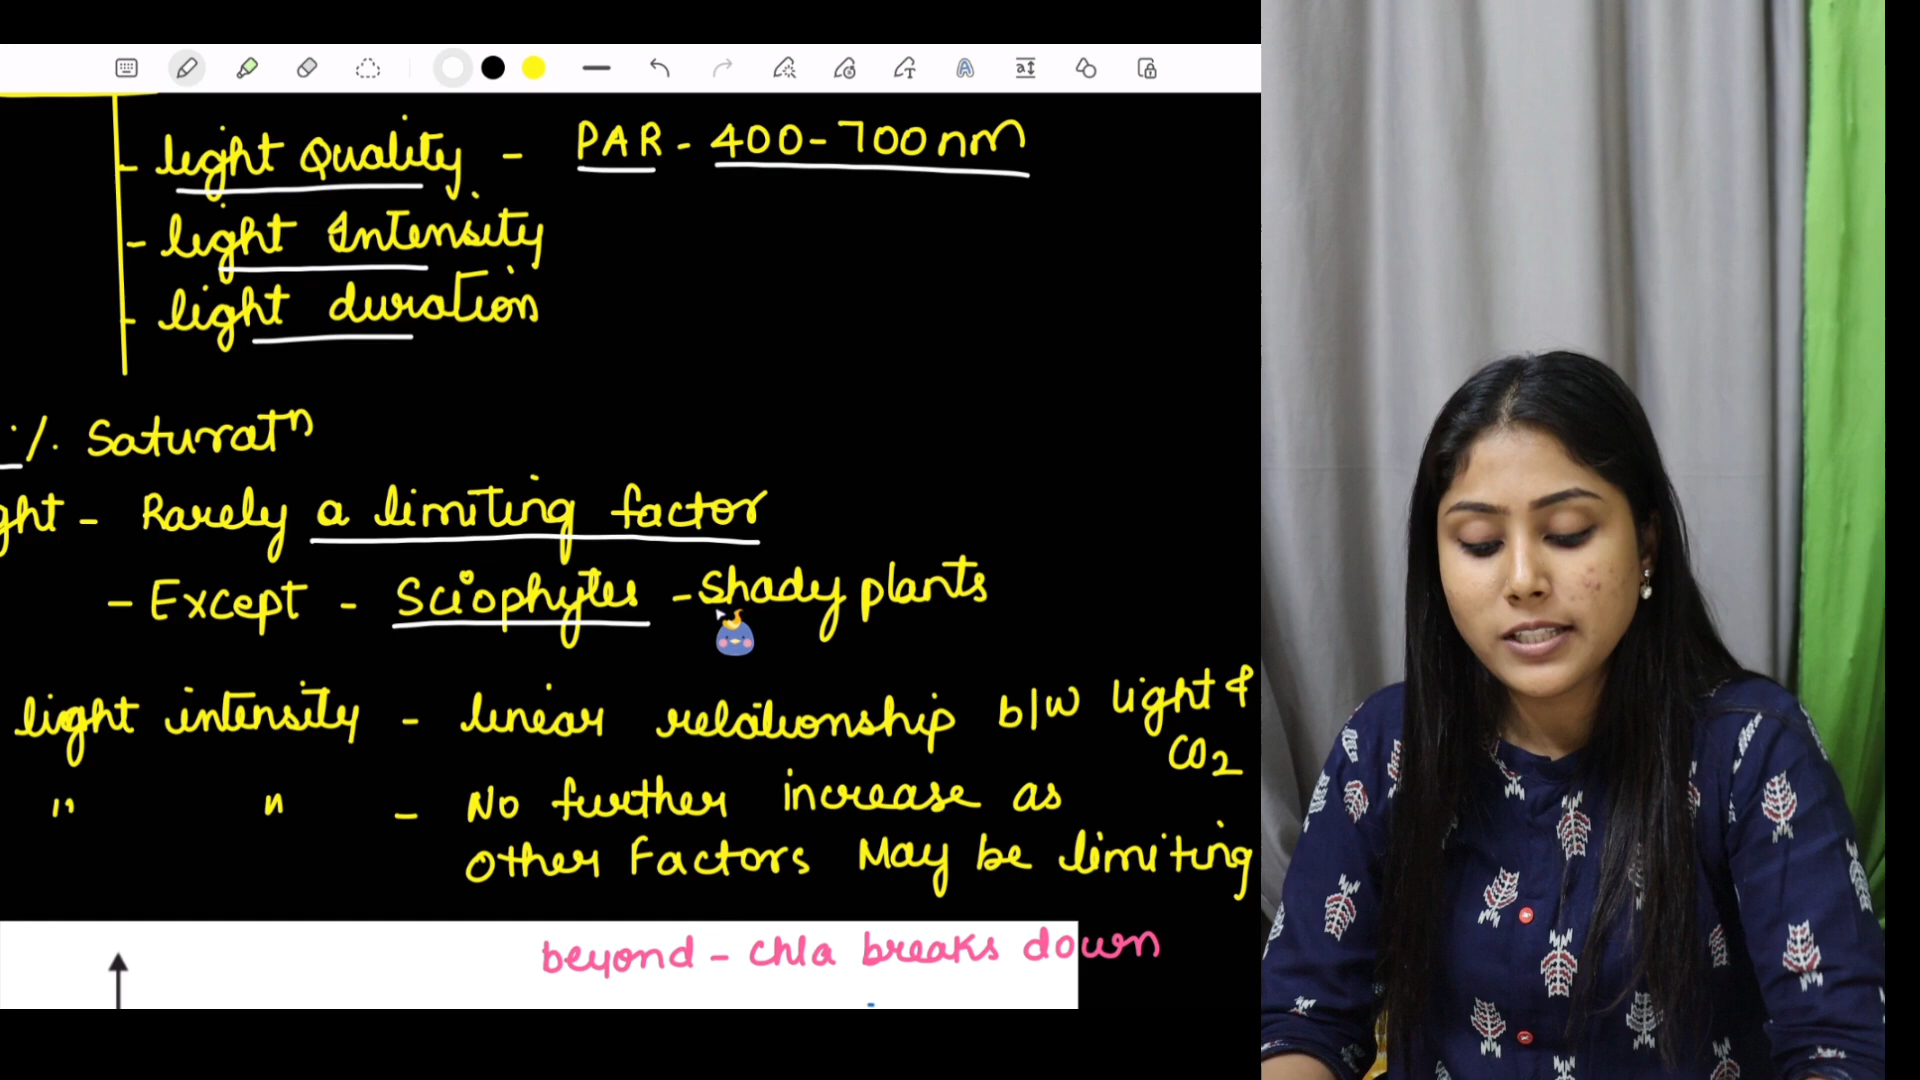 - light Quality - PAR - 400-700nm
- light Intensity
- light duration
% Saturatn
ght - Rarely a limiting factor
- Except - Sciophytes - shady plants
light intensity - linear relationship b/w light &
CO2
" " - No further increase as
other Factors May be limiting
beyond - chla breaks down